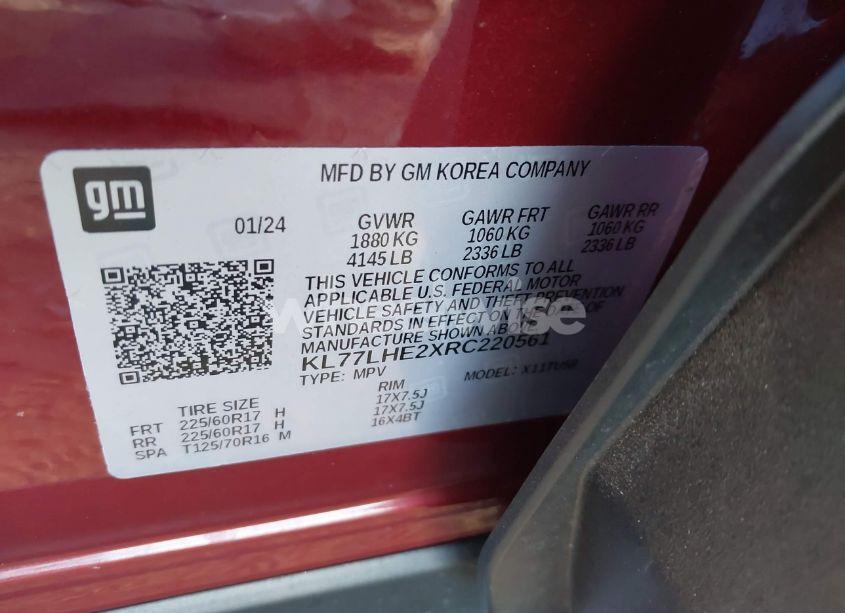 gm
MFD BY GM KOREA COMPANY
01/24
GVWR GAWR FRT GAWR RR
1880 KG 1060 KG 1060 KG
4145 LB 2336 LB 2336 LB
THIS VEHICLE CONFORMS TO ALL
APPLICABLE U.S. FEDERAL MOTOR
VEHICLE SAFETY AND THEFT PREVENTION
STANDARDS IN EFFECT ON THE DATE OF
MANUFACTURE SHOWN ABOVE
KL77LHE2XRC220561
TYPE: MPV MODEL:
TIRE SIZE RIM
FRT 225/60R17 H 17X7.5J
RR 225/60R17 H 17X7.5J
SPA T125/70R16 M 16X4BT